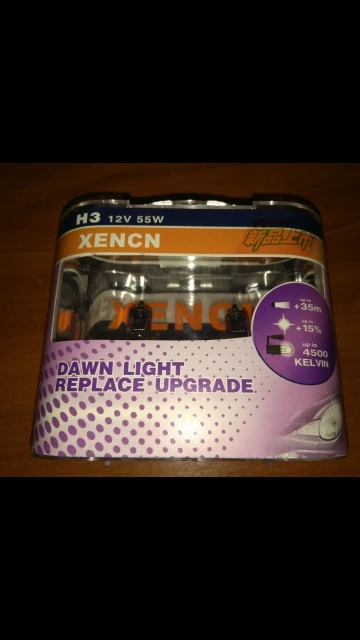 H3 12V 55W
XENCN
新品上市
XENCN
up to
+35m
up to
+15%
up to
4500
KELVIN
DAWN LIGHT
REPLACE UPGRADE